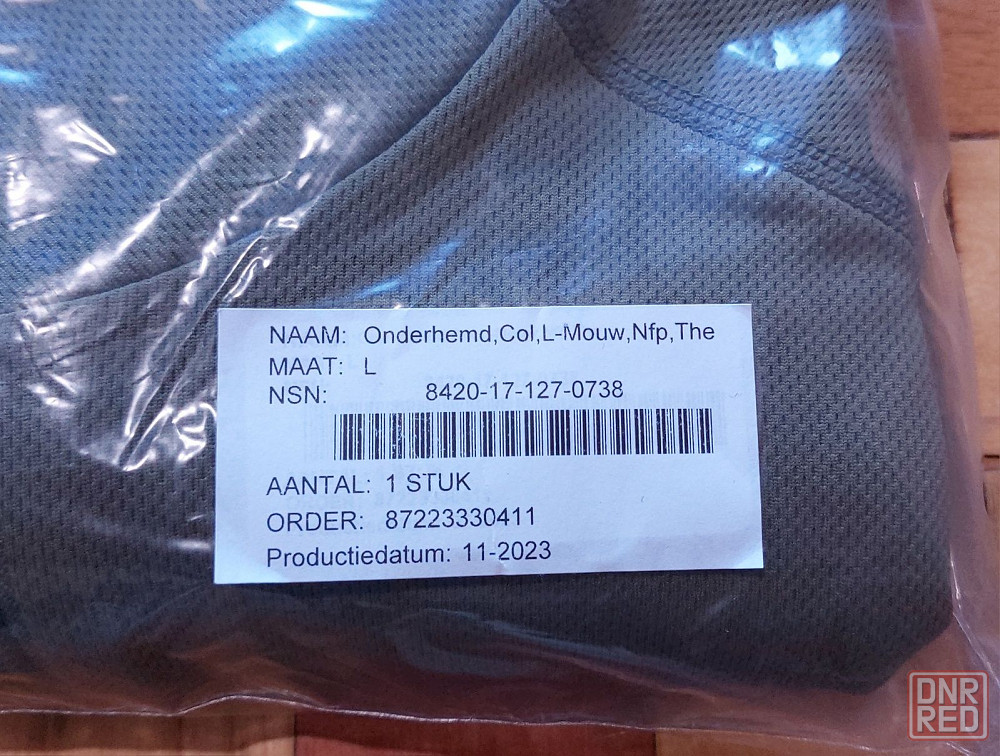 NAAM: Onderhemd,Col,L-Mouw,Nfp,The
MAAT: L
NSN: 8420-17-127-0738
AANTAL: 1 STUK
ORDER: 87223330411
Productiedatum: 11-2023
DNR
RED